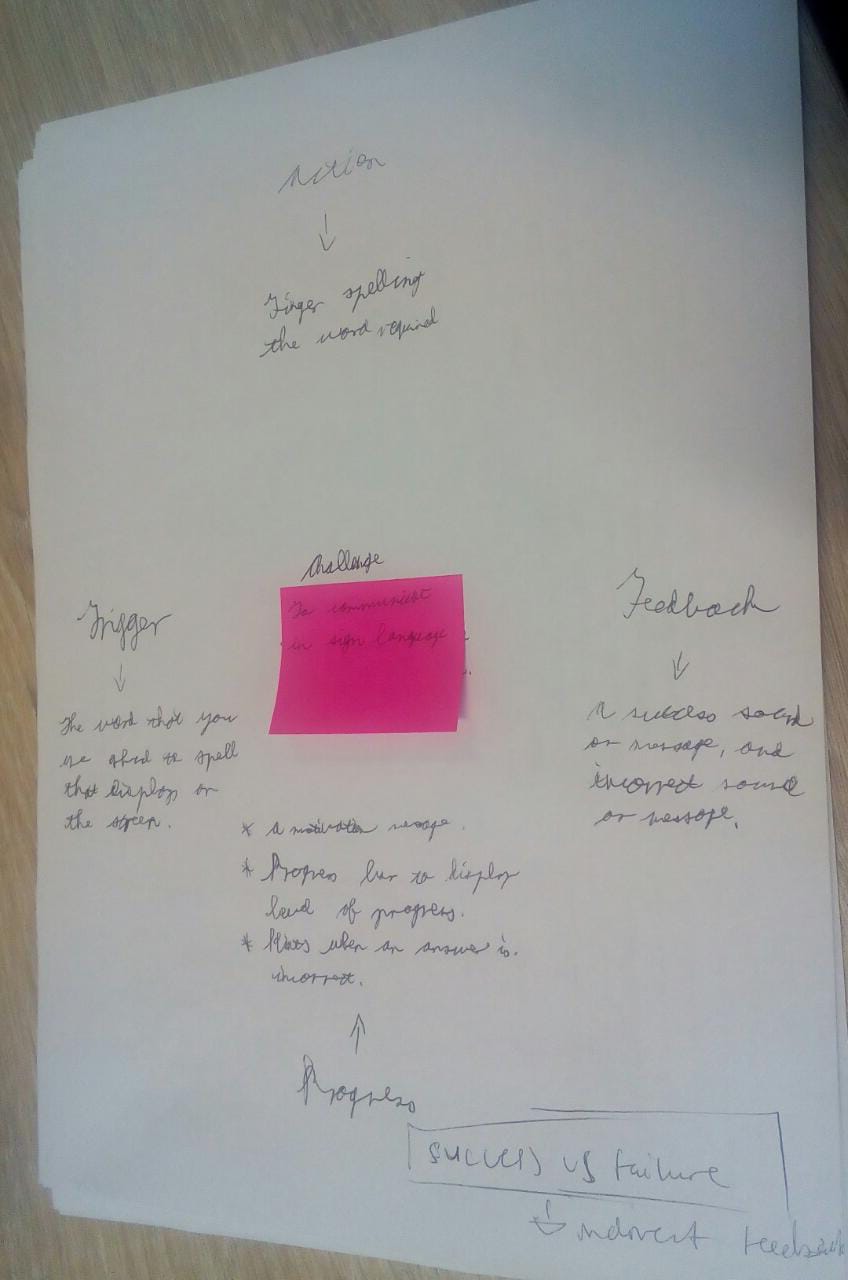 Action
↓
Finger spelling
the word required
Challenge
To communicate
in sign language
Trigger
↓
The word that you
are asked to spell
that displays on
the screen.
Feedback
↓
A success sound
or message, and
incorrect sound
or message.
* A motivation message.
* Progress bar to display
level of progress.
* Hints when an answer is.
incorrect.
↑
Progress
success vs failure
↓ indirect feedback